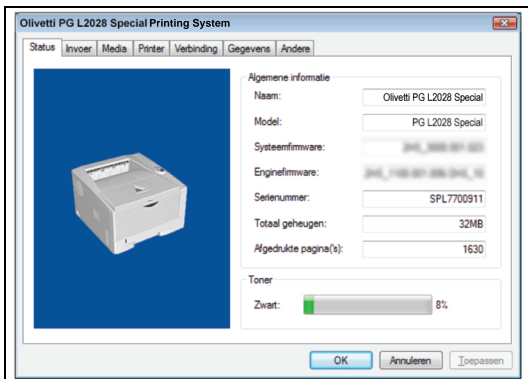 Olivetti PG L2028 Special Printing System
Status Invoer Media Printer Verbinding Gegevens Andere
Algemene informatie
Naam: Olivetti PG L2028 Special
Model: PG L2028 Special
Systeemfirmware:
Enginefirmware:
Serienummer: SPL7700911
Totaal geheugen: 32MB
Afgedrukte pagina('s): 1630
Toner
Zwart: 8%
OK Annuleren Toepassen